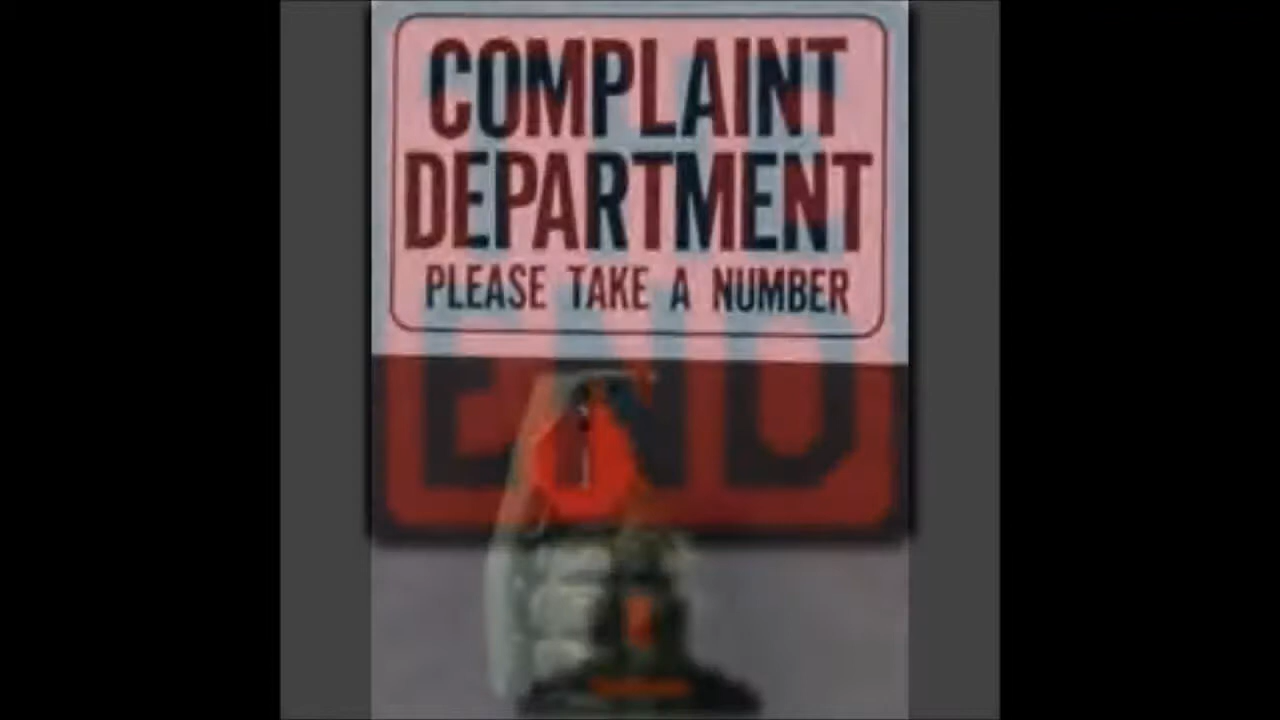 COMPLAINT
DEPARTMENT
PLEASE TAKE A NUMBER
END